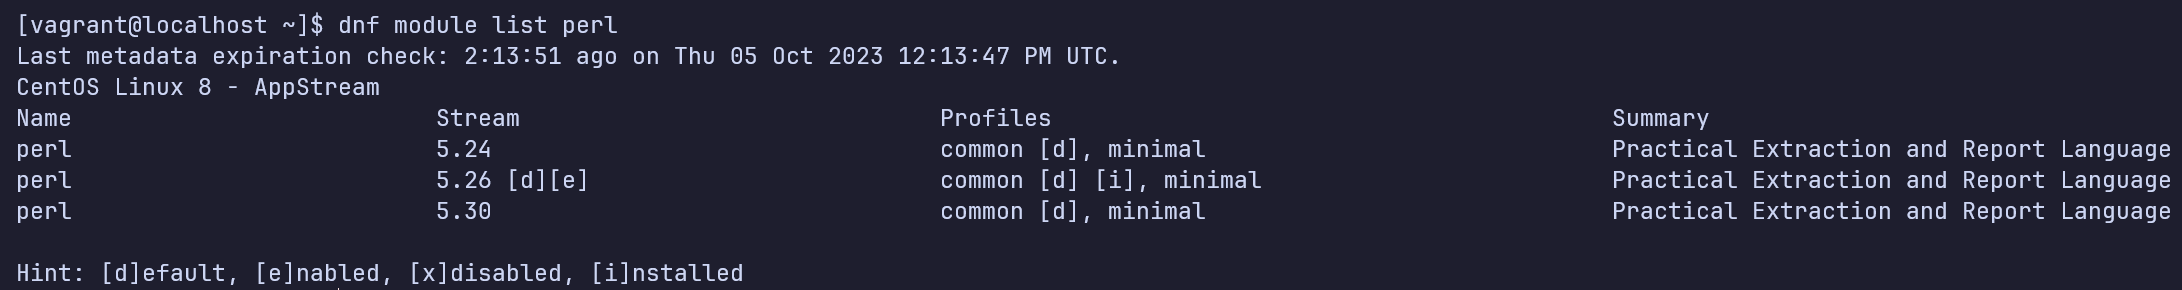 [vagrant@localhost ~]$ dnf module list perl
Last metadata expiration check: 2:13:51 ago on Thu 05 Oct 2023 12:13:47 PM UTC.
CentOS Linux 8 - AppStream
Name                          Stream                              Profiles                                        Summary
perl                          5.24                                common [d], minimal                             Practical Extraction and Report Language
perl                          5.26 [d][e]                         common [d] [i], minimal                         Practical Extraction and Report Language
perl                          5.30                                common [d], minimal                             Practical Extraction and Report Language
Hint: [d]efault, [e]nabled, [x]disabled, [i]nstalled